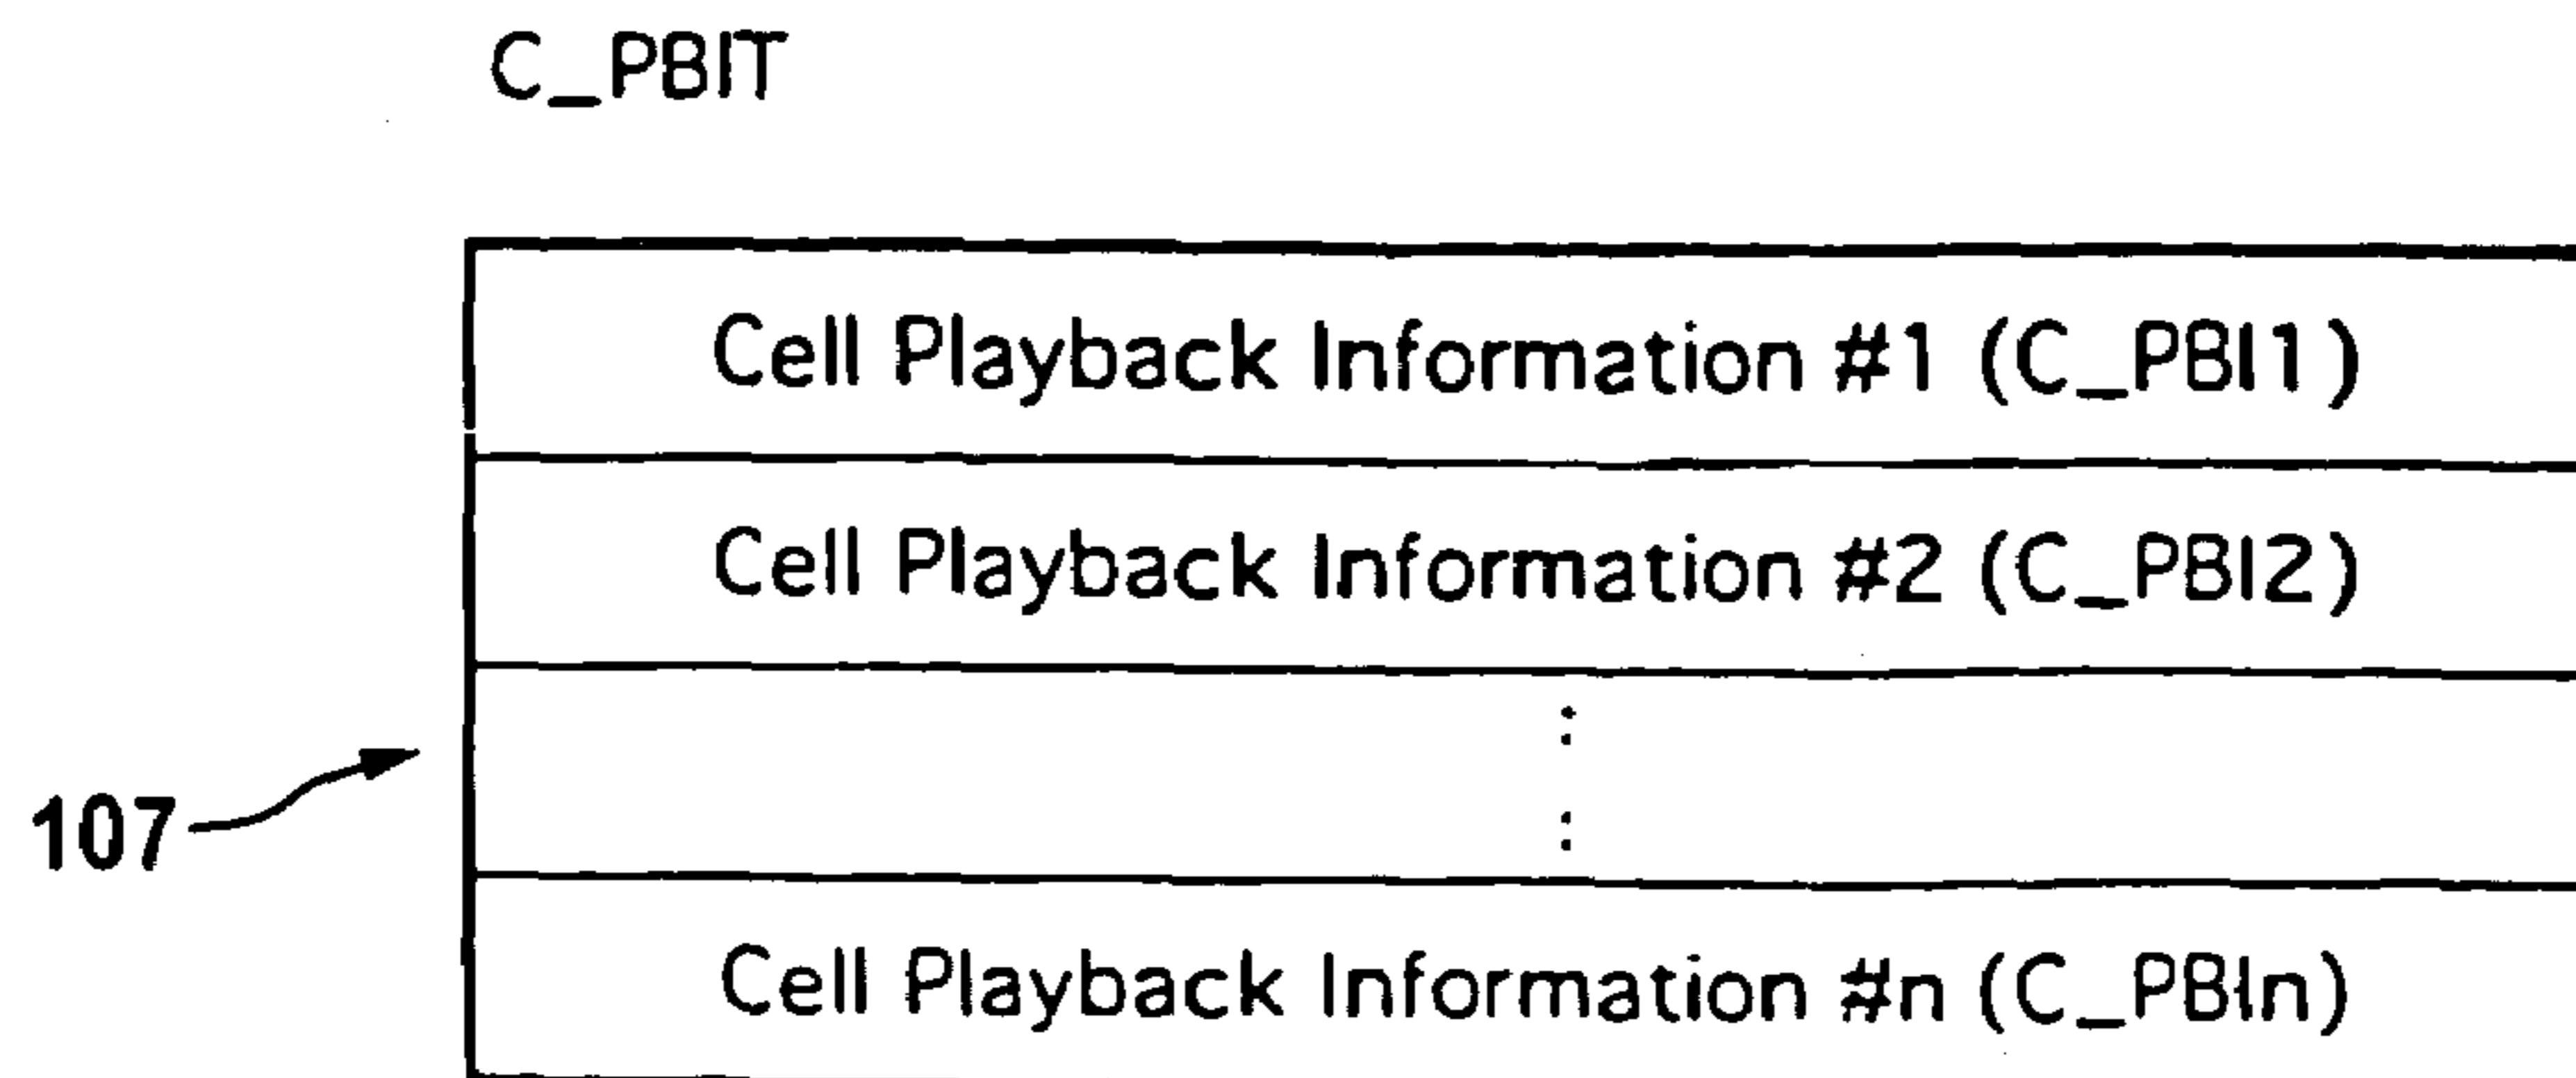 C_PBIT
Cell Playback Information #1 (C_PBI1)
Cell Playback Information #2 (C_PBI2)
:
:
107
Cell Playback Information #n (C_PBIn)